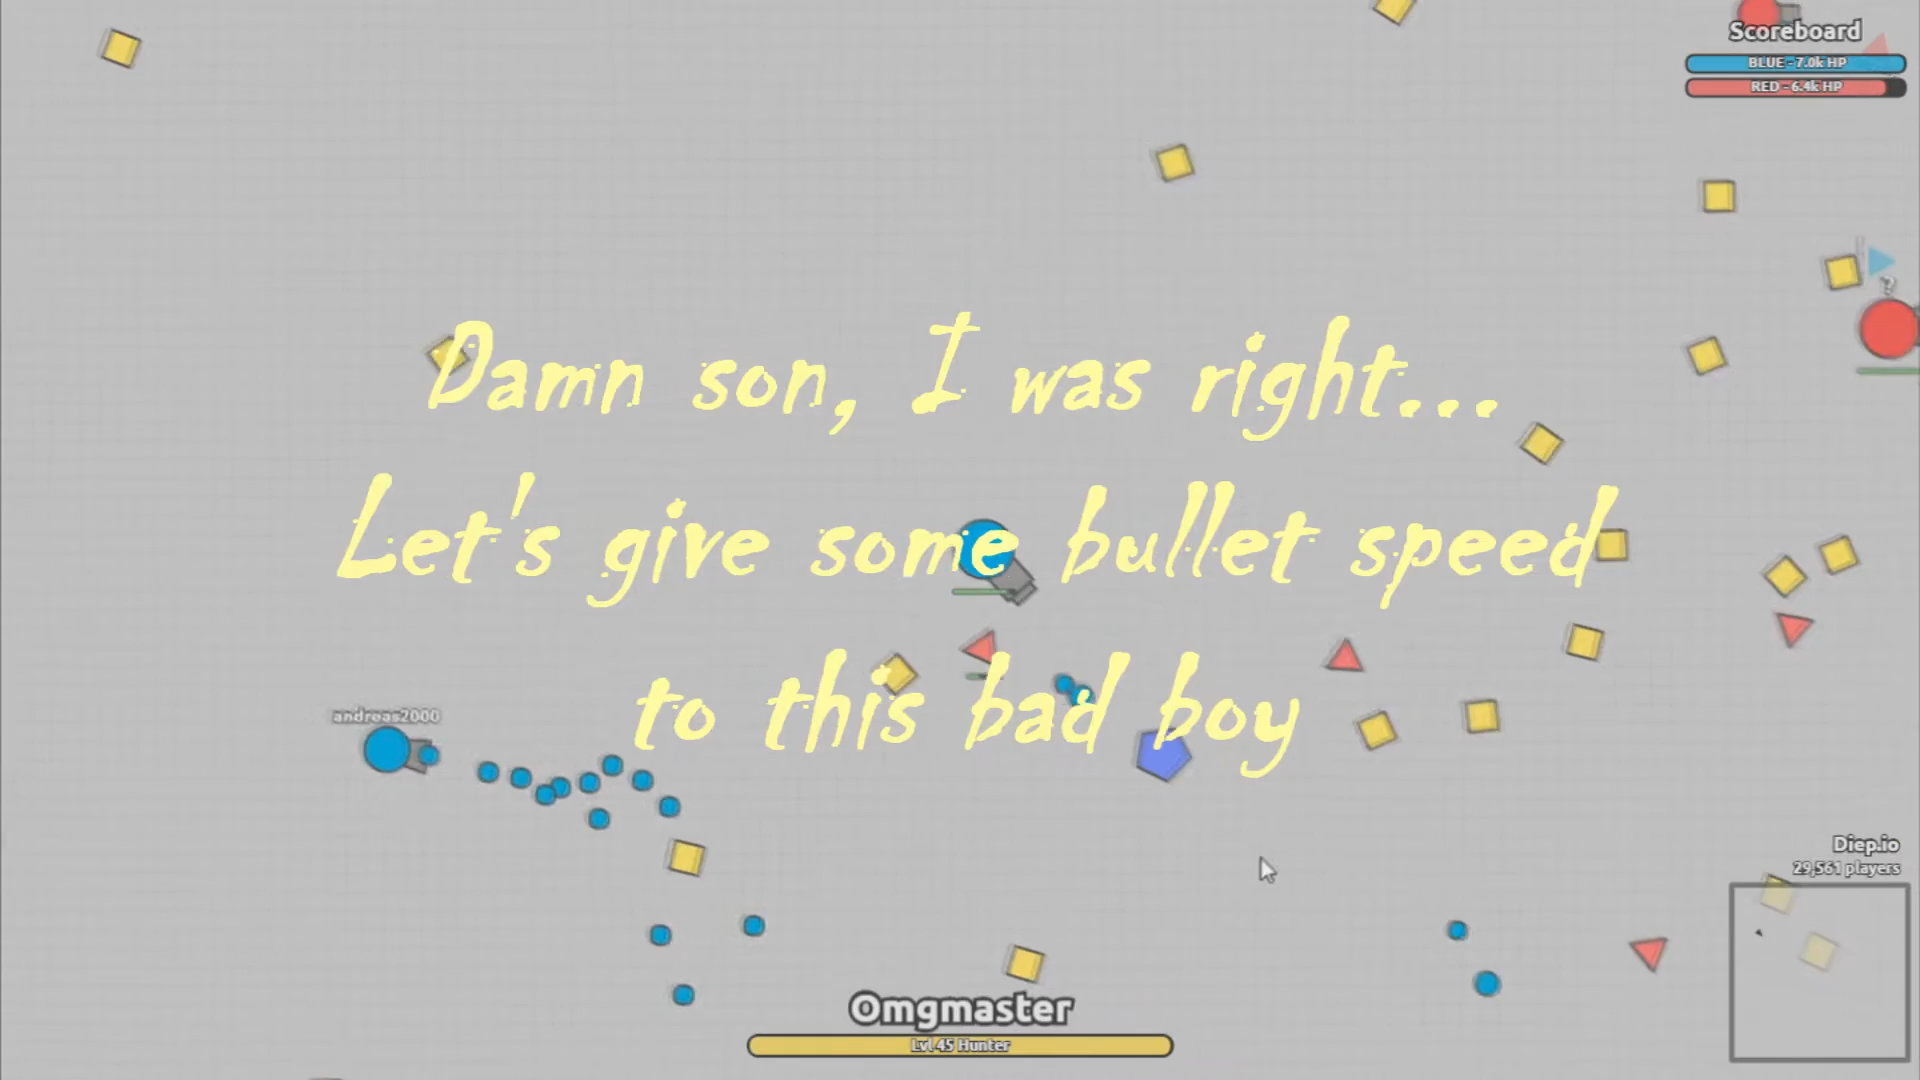 Scoreboard
BLUE - 7.0k HP
RED - 6.4k HP
?
Damn son, I was right...
Let's give some bullet speed
to this bad boy
andreas2000
Diep.io
29,561 players
Omgmaster
Lvl 45 Hunter